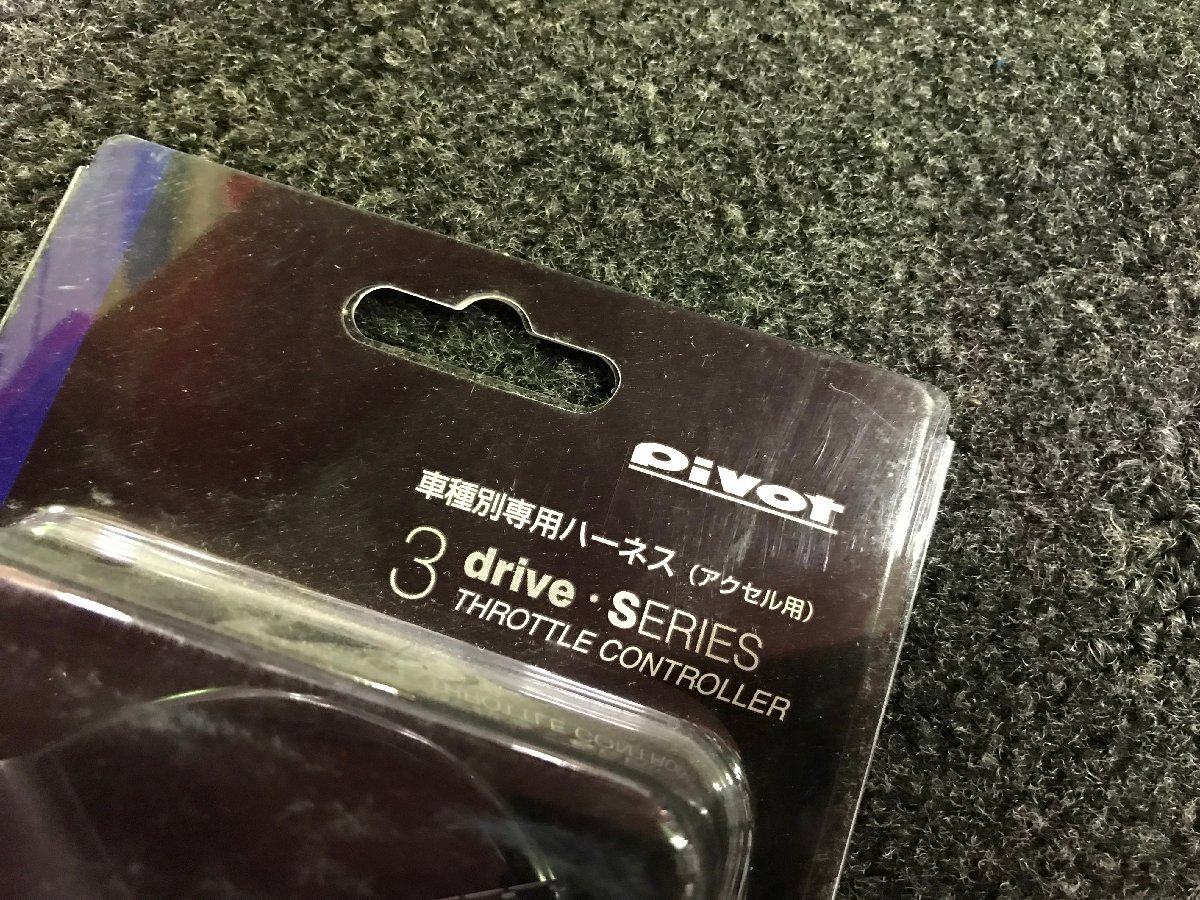 pivot
車種別専用ハーネス（アクセル用）
3 drive・SERIES
THROTTLE CONTROLLER